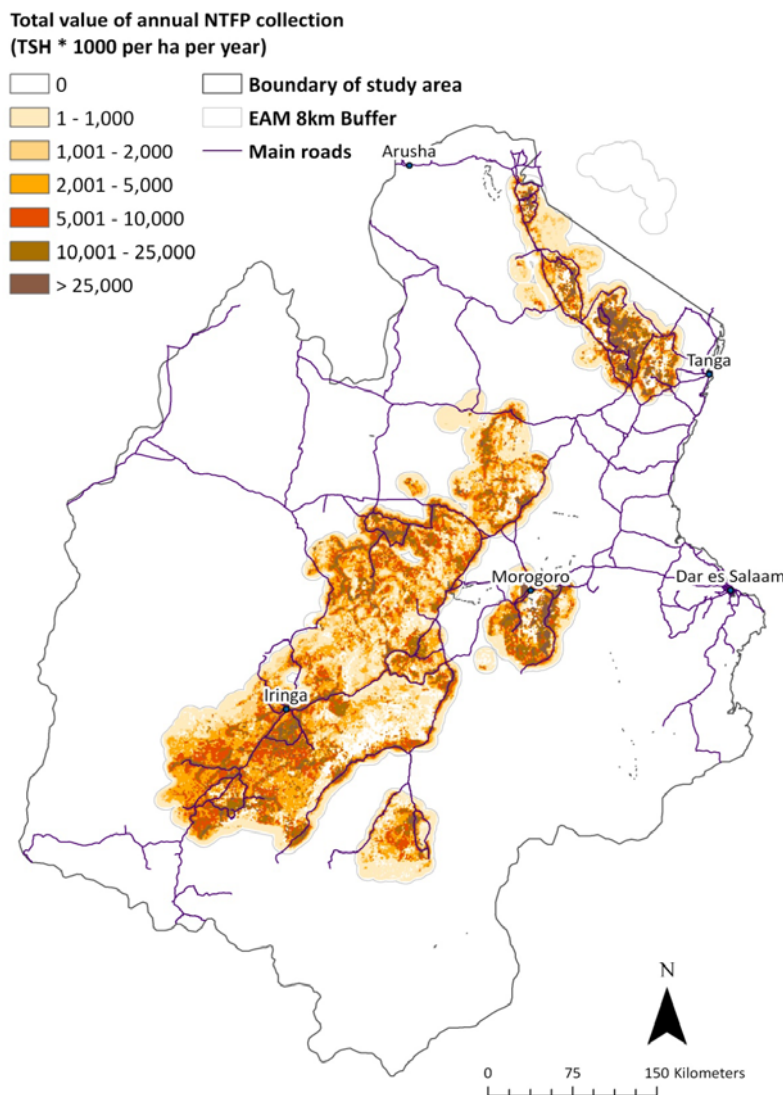 Total value of annual NTFP collection
(TSH * 1000 per ha per year)
0
1 - 1,000
1,001 - 2,000
2,001 - 5,000
5,001 - 10,000
10,001 - 25,000
> 25,000
Boundary of study area
EAM 8km Buffer
Main roads
Arusha
Tanga
Morogoro
Dar es Salaam
Iringa
N
0 75 150 Kilometers